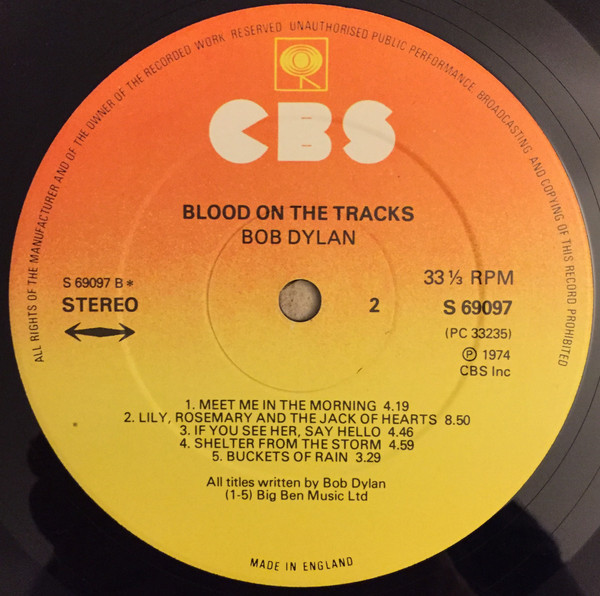 ALL RIGHTS OF THE MANUFACTURER AND OF THE OWNER OF THE RECORDED WORK RESERVED UNAUTHORISED PUBLIC PERFORMANCE BROADCASTING AND COPYING OF THIS RECORD PROHIBITED
CBS
BLOOD ON THE TRACKS
BOB DYLAN
S 69097 B*
STEREO
2
33 ⅓ RPM
S 69097
(PC 33235)
℗ 1974
CBS Inc
1. MEET ME IN THE MORNING 4.19
2. LILY, ROSEMARY AND THE JACK OF HEARTS 8.50
3. IF YOU SEE HER, SAY HELLO 4.46
4. SHELTER FROM THE STORM 4.59
5. BUCKETS OF RAIN 3.29
All titles written by Bob Dylan
(1-5) Big Ben Music Ltd
MADE IN ENGLAND